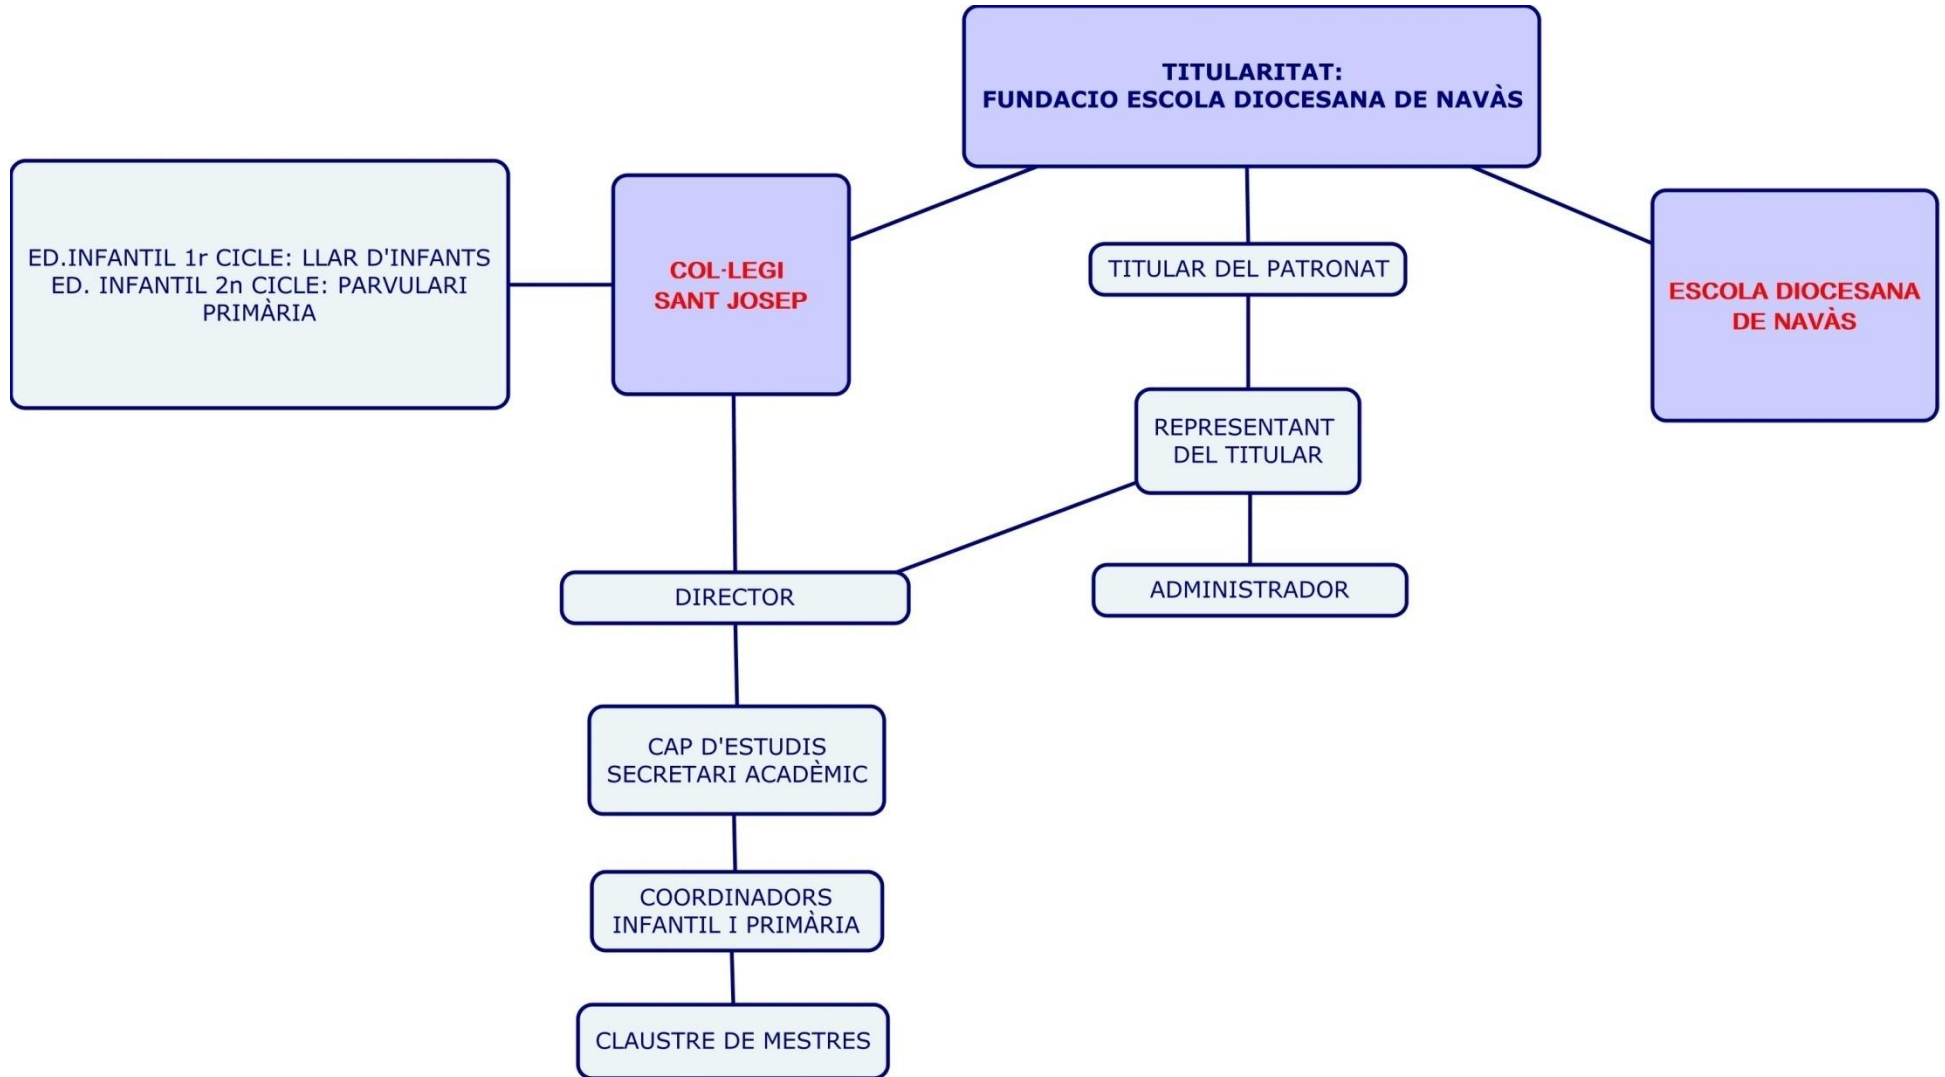 TITULARITAT:
FUNDACIO ESCOLA DIOCESANA DE NAVÀS
ED.INFANTIL 1r CICLE: LLAR D'INFANTS
ED. INFANTIL 2n CICLE: PARVULARI
PRIMÀRIA
COL·LEGI
SANT JOSEP
TITULAR DEL PATRONAT
ESCOLA DIOCESANA
DE NAVÀS
REPRESENTANT
DEL TITULAR
DIRECTOR
ADMINISTRADOR
CAP D'ESTUDIS
SECRETARI ACADÈMIC
COORDINADORS
INFANTIL I PRIMÀRIA
CLAUSTRE DE MESTRES